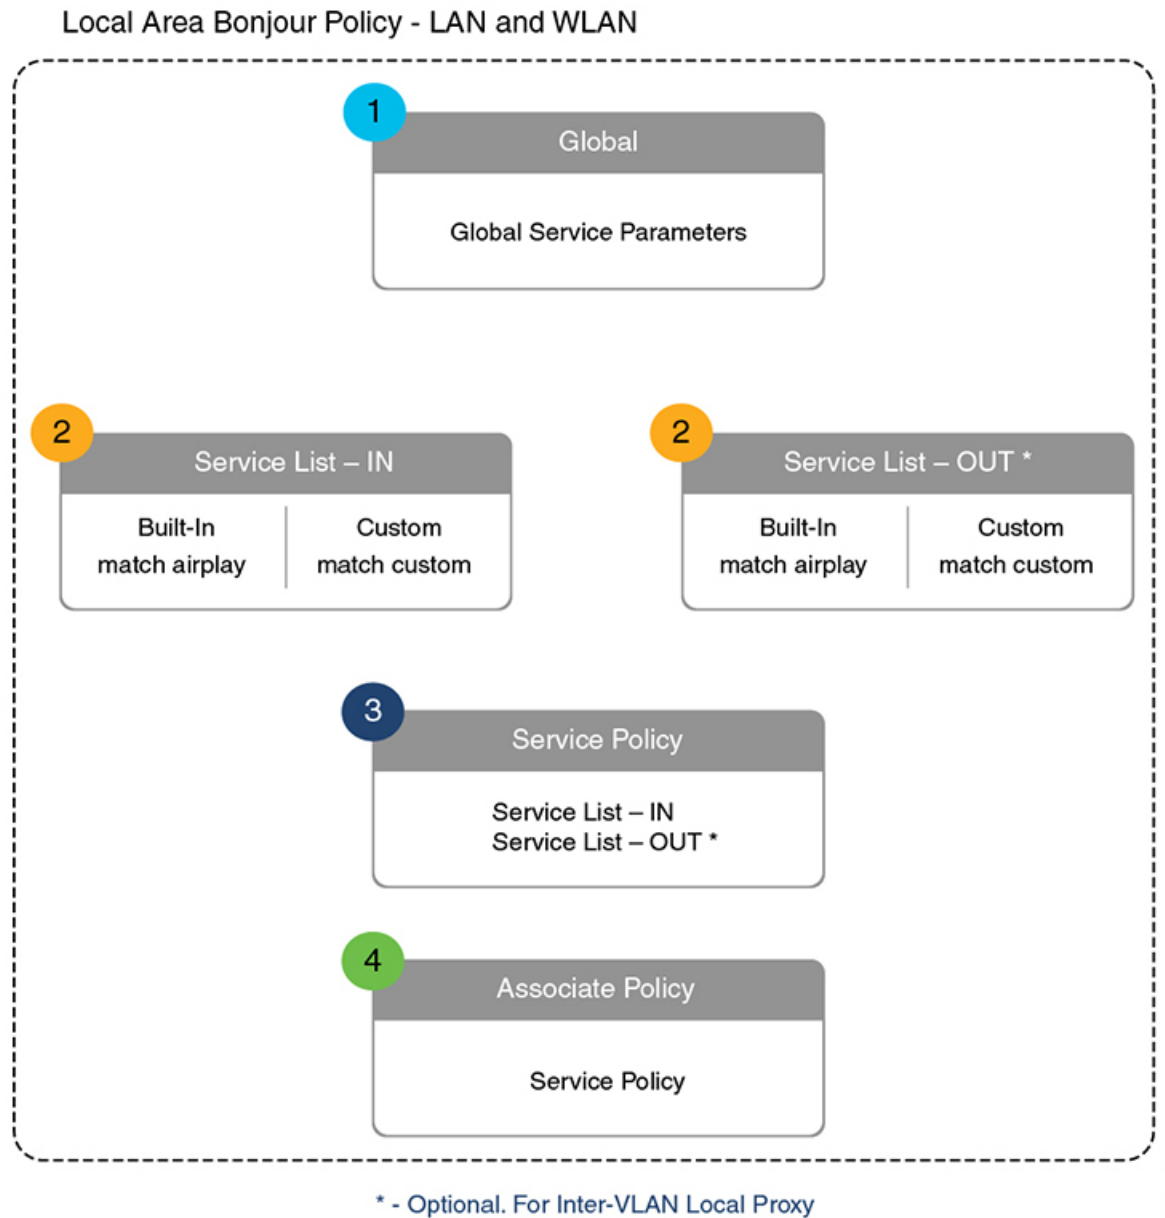 Local Area Bonjour Policy - LAN and WLAN
1
Global
Global Service Parameters
2
Service List – IN
Built-In
match airplay
Custom
match custom
2
Service List – OUT *
Built-In
match airplay
Custom
match custom
3
Service Policy
Service List – IN
Service List – OUT *
4
Associate Policy
Service Policy
* - Optional. For Inter-VLAN Local Proxy